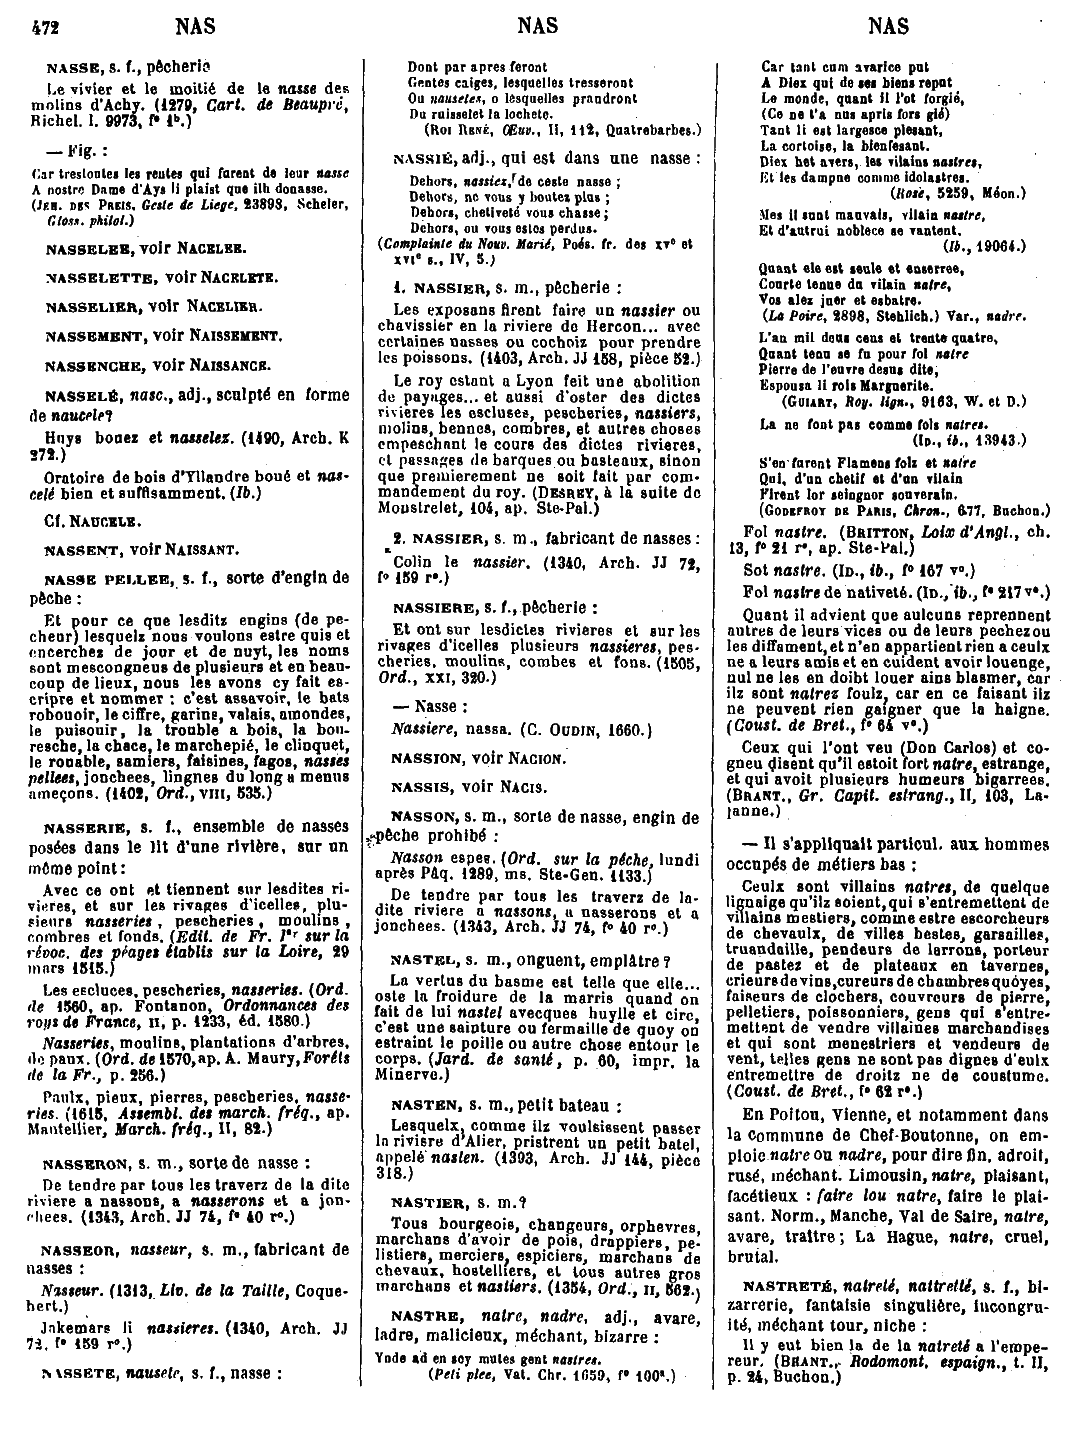 472 NAS NAS NAS
NASSE, s. f., pêcherie
Le vivier et le moitié de le nasse des
molins d'Achy. (1279, Cart. de Beaupré,
Richel. l. 9973, f° 1b.)
— Fig. :
Car trestoutes les rentes qui furent de leur nasse
A nostre Dame d'Ays li plaist que ilh donasse.
(JEH. DES PREIS, Geste de Liege, 23898, Scheler,
Gloss. philol.)
NASSELEE, voir NACELEE.
NASSELETTE, voir NACELETE.
NASSELIER, voir NACELIER.
NASSEMENT, voir NAISSEMENT.
NASSENCHE, voir NAISSANCE.
NASSELÉ, nasc., adj., sculpté en forme
de naucele?
Huys bouez et nasselez. (1490, Arch. K
272.)
Oratoire de bois d'Yllandre boué et nas-
celé bien et suffisamment. (Ib.)
Cf. NAUCELE.
NASSENT, voir NAISSANT.
NASSE PELLEE, s. f., sorte d'engin de
pêche :
Et pour ce que lesditz engins (de pe-
cheur) lesquelz nous voulons estre quis et
encerchez de jour et de nuyt, les noms
sont mescongneus de plusieurs et en beau-
coup de lieux, nous les avons cy fait es-
cripre et nommer : c'est assavoir, le bats
robouoir, le ciffre, garins, valais, amondes,
le puisouir, la trouble a bois, la bou-
resche, la chace, le marchepié, le clinquet,
le rouable, samiers, faisines, fagos, nasses
pellees, jonchees, lingnes du long a menus
ameçons. (1402, Ord., VIII, 535.)
NASSERIE, s. f., ensemble de nasses
posées dans le lit d'une rivière, sur un
même point :
Avec ce ont et tiennent sur lesdites ri-
vieres, et sur les rivages d'icelles, plu-
sieurs nasseries, pescheries, moulins,
combres et fonds. (Edit. de Fr. Ier sur la
révoc. des péages établis sur la Loire, 29
mars 1515.)
Les escluces, pescheries, nasseries. (Ord.
de 1560, ap. Fontanon, Ordonnances des
roys de France, II, p. 1233, éd. 1580.)
Nasseries, moulins, plantations d'arbres,
de paux. (Ord. de 1570, ap. A. Maury, Forêts
de la Fr., p. 256.)
Paulx, pieux, pierres, pescheries, nasse-
ries. (1615, Assembl. des march. fréq., ap.
Mantellier, March. fréq., II, 82.)
NASSERON, s. m., sorte de nasse :
De tendre par tous les traverz de la dite
riviere a nassons, a nasserons et a jon-
chees. (1343, Arch. JJ 74, f° 40 r°.)
NASSEOR, nasseur, s. m., fabricant de
nasses :
Nasseur. (1313, Liv. de la Taille, Coque-
bert.)
Jakemars li nassieres. (1340, Arch. JJ
72, f° 159 r°.)
NASSETE, nausete, s. f., nasse :
Dont par apres feront
Gentes caiges, lesquelles tresseront
Ou nausetes, o lesquelles prandront
Du ruisselet la lochete.
(ROI RENÉ, Œuv., II, 112, Quatrebarbes.)
NASSIÉ, adj., qui est dans une nasse :
Dehors, nassiez, de ceste nasse ;
Dehors, ne vous y boutez plus ;
Dehors, chetiveté vous chasse ;
Dehors, ou vous estes perdus.
(Complainte du Nouv. Marié, Poés. fr. des XVe et
XVIe s., IV, 5.)
1. NASSIER, s. m., pêcherie :
Les exposans firent faire un nassier ou
chavissier en la riviere de Hercon... avec
certaines nasses ou cochoiz pour prendre
les poissons. (1403, Arch. JJ 158, pièce 52.)
Le roy estant a Lyon feit une abolition
de payages... et aussi d'oster des dictes
rivieres les escluses, pescheries, nassiers,
molins, bennes, combres, et autres choses
empeschant le cours des dictes rivieres,
et passages de barques ou basteaux, sinon
que premierement ne soit fait par com-
mandement du roy. (DESREY, à la suite de
Monstrelet, 104, ap. Ste-Pal.)
2. NASSIER, s. m., fabricant de nasses :
Colin le nassier. (1340, Arch. JJ 72,
f° 159 r°.)
NASSIERE, s. f., pêcherie :
Et ont sur lesdictes rivieres et sur les
rivages d'icelles plusieurs nassieres, pes-
cheries, moulins, combes et fons. (1505,
Ord., XXI, 320.)
— Nasse :
Nassiere, nassa. (C. OUDIN, 1660.)
NASSION, voir NACION.
NASSIS, voir NACIS.
NASSON, s. m., sorte de nasse, engin de
pêche prohibé :
Nasson espes. (Ord. sur la pêche, lundi
après Pâq. 1289, ms. Ste-Gen. 1133.)
De tendre par tous les traverz de la-
dite riviere a nassons, a nasserons et a
jonchees. (1343, Arch. JJ 74, f° 40 r°.)
NASTEL, s. m., onguent, emplâtre ?
La vertus du basme est telle que elle...
oste la froidure de la marris quand on
fait de lui nastel avecques huylle et cire,
c'est une sainture ou fermaille de quoy on
estraint le poille ou autre chose entour le
corps. (Jard. de santé, p. 60, impr. la
Minerve.)
NASTEN, s. m., petit bateau :
Lesquelx, comme ilz voulsissent passer
la riviere d'Alier, pristrent un petit batel,
appelé nasten. (1393, Arch. JJ 144, pièce
318.)
NASTIER, s. m.?
Tous bourgeois, changeurs, orphevres,
marchans d'avoir de pois, drappiers, pe-
listiers, merciers, espiciers, marchans de
chevaux, hostelliers, et tous autres gros
marchans et nastiers. (1354, Ord., II, 562.)
NASTRE, natre, nadre, adj., avare,
ladre, malicieux, méchant, bizarre :
Ynde ad en soy mutes gent nastres.
(Peti plee, Vat. Chr. 1659, f° 100a.)
Car tant cum avarice put
A Diex qui de ses biens reput
Le monde, quant il l'ot forgié,
(Ce ne t'a nus apris fors gié)
Tant li est largesce plesant,
La cortoise, la bienfesant.
Diex het avers, les vilains nastres,
Et les dampne comme idolastres.
(Rose, 5259, Méon.)
Mes il sunt mauvais, vilain nastre,
Et d'autrui noblece se vantent.
(Ib., 19064.)
Quant ele est seule et enserree,
Courte tenue du vilain natre,
Vos alez juer et esbatre.
(La Poire, 2898, Stehlich.) Var., nadre.
L'an mil deus cens et trente quatre,
Quant tenu se fu pour fol natre
Pierre de l'euvre desus dite,
Espousa li rois Marguerite.
(GUIART, Roy. lign., 9163, W. et D.)
La ne font pas comme fols natres.
(ID., ib., 13943.)
S'en furent Flamens folz et natre
Qui, d'un chetif et d'un vilain
Firent lor seingnor souverain.
(GODEFROY DE PARIS, Chron., 677, Buchon.)
Fol nastre. (BRITTON, Loix d'Angl., ch.
13, f° 21 r°, ap. Ste-Pal.)
Sot nastre. (ID., ib., f° 167 v°.)
Fol nastre de nativeté. (ID., ib., f° 217 v°.)
Quant il advient que aulcuns reprennent
autres de leurs vices ou de leurs pechez ou
les diffament, et n'en appartient rien a ceulx
ne a leurs amis et en cuident avoir louenge,
nul ne les en doibt louer ains blasmer, car
ilz sont natrez foulz, car en ce faisant ilz
ne peuvent rien gaigner que la haigne.
(Coust. de Bret., f° 64 v°.)
Ceux qui l'ont veu (Don Carlos) et co-
gneu disent qu'il estoit fort natre, estrange,
et qui avoit plusieurs humeurs bigarrees.
(BRANT., Gr. Capit. estrang., II, 103, La-
lanne.)
— Il s'appliquait particul. aux hommes
occupés de métiers bas :
Ceulx sont villains natres, de quelque
lignaige qu'ilz soient, qui s'entremettent de
villains mestiers, comme estre escorcheurs
de chevaulx, de villes bestes, garsailles,
truandaille, pendeurs de larrons, porteur
de pastez et de plateaux en tavernes,
crieurs de vins, cureurs de chambres quoyes,
faiseurs de clochers, couvreurs de pierre,
pelletiers, poissonniers, gens qui s'entre-
mettent de vendre villaines marchandises
et qui sont menestriers et vendeurs de
vent, telles gens ne sont pas dignes d'eulx
entremettre de droitz ne de coustume.
(Coust. de Bret., f° 62 r°.)
En Poitou, Vienne, et notamment dans
la commune de Chef-Boutonne, on em-
ploie natre ou nadre, pour dire fin, adroit,
rusé, méchant. Limousin, natre, plaisant,
facétieux : faire lou natre, faire le plai-
sant. Norm., Manche, Val de Saire, natre,
avare, traître ; La Hague, natre, cruel,
brutal.
NASTRETÉ, natreté, nattretté, s. f., bi-
zarrerie, fantaisie singulière, incongru-
ité, méchant tour, niche :
Il y eut bien la de la natreté a l'empe-
reur. (BRANT., Rodomont. espaign., t. II,
p. 24, Buchon.)